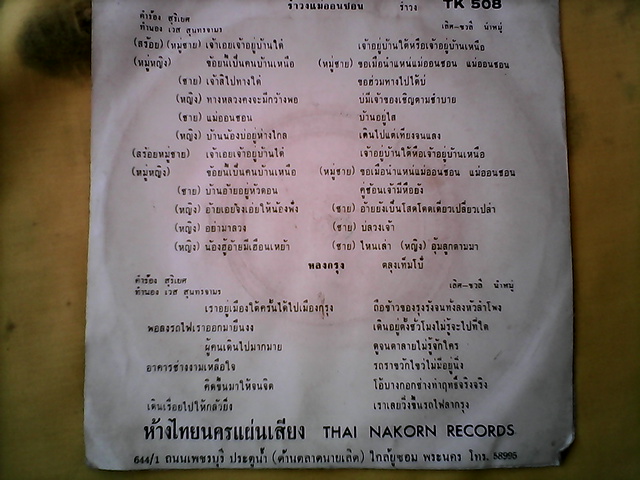 รำวงแม่ออนซอน รำวง TK 508
คำร้อง สุริเยศ
ทำนอง เวส สุนทรจามร เลิศ-ชวลี นำหมู่
(สร้อย) (หมู่ชาย) เจ้าเอยเจ้าอยู่บ้านใด๋ เจ้าอยู่บ้านใต้หรือเจ้าอยู่บ้านเหนือ
(หมู่หญิง) ข้อยนี้เป็นคนบ้านเหนือ (หมู่ชาย) ขอเมือนำแหน่แม่ออนซอน แม่ออนซอน
(ชาย) เจ้าสิไปทางใด๋ ขอฮ่วมทางไปได้บ่
(หญิง) ทางหลวงคงจะมีกว้างพอ บ่มีเจ้าของเชิญตามซำบาย
(ชาย) แม่ออนซอน บ้านอยู่ใส
(หญิง) บ้านน้องบ่อยู่ห่างไกล เดินไปแต่เที่ยงจนแลง
(สร้อยหมู่ชาย) เจ้าเอยเจ้าอยู่บ้านใด๋ เจ้าอยู่บ้านใต้หรือเจ้าอยู่บ้านเหนือ
(หมู่หญิง) ข้อยนี้เป็นคนบ้านเหนือ (หมู่ชาย) ขอเมือนำแหน่แม่ออนซอน แม่ออนซอน
(ชาย) บ้านอ้ายอยู่หัวดอน คู่ซ้อนเจ้ามีหรือยัง
(หญิง) อ้ายเอยจงเอ่ยให้น้องฟัง (ชาย) อ้ายยังเป็นโสดโดดเดี่ยวเปลี่ยวเปล่า
(หญิง) อย่ามาลวง (ชาย) บ่ลวงเจ้า
(หญิง) น้องฮู้อ้ายมีเฮือนเหย้า (ชาย) ไหนเล่า (หญิง) อุ้มลูกตามมา
หลงกรุง ตลุงเท็มโบ้
คำร้อง สุริเยศ
ทำนอง เวส สุนทรจามร เลิศ-ชวลี นำหมู่
เราอยู่เมืองใต้ครั้นได้ไปเมืองกรุง ถือข้าวของรุงรังจนทั่งลงหัวลำโพง
พอลงรถไฟเราออกมายืนงง เดินอยู่ตั้งชั่วโมงไม่รู้จะไปที่ใด
ผู้คนเดินไปมากมาย ดูจนตาลายไม่รู้จักใคร
อาคารช่างงามเหลือใจ รถราขวักไขว่ไม่มีอยู่นิ่ง
คิดขึ้นมาให้จนจิต โอ้บางกอกช่างทำฤทธิ์จริงจริง
เดินเรื่อยไปให้กลัวยิ่ง เราเลยวิ่งขึ้นรถไฟลากรุง
ห้างไทยนครแผ่นเสียง THAI NAKORN RECORDS
644/1 ถนนเพชรบุรี ประตูน้ำ (ด้านตลาดนายเลิศ) ใกล้ยูซอม พระนคร โทร. 58995